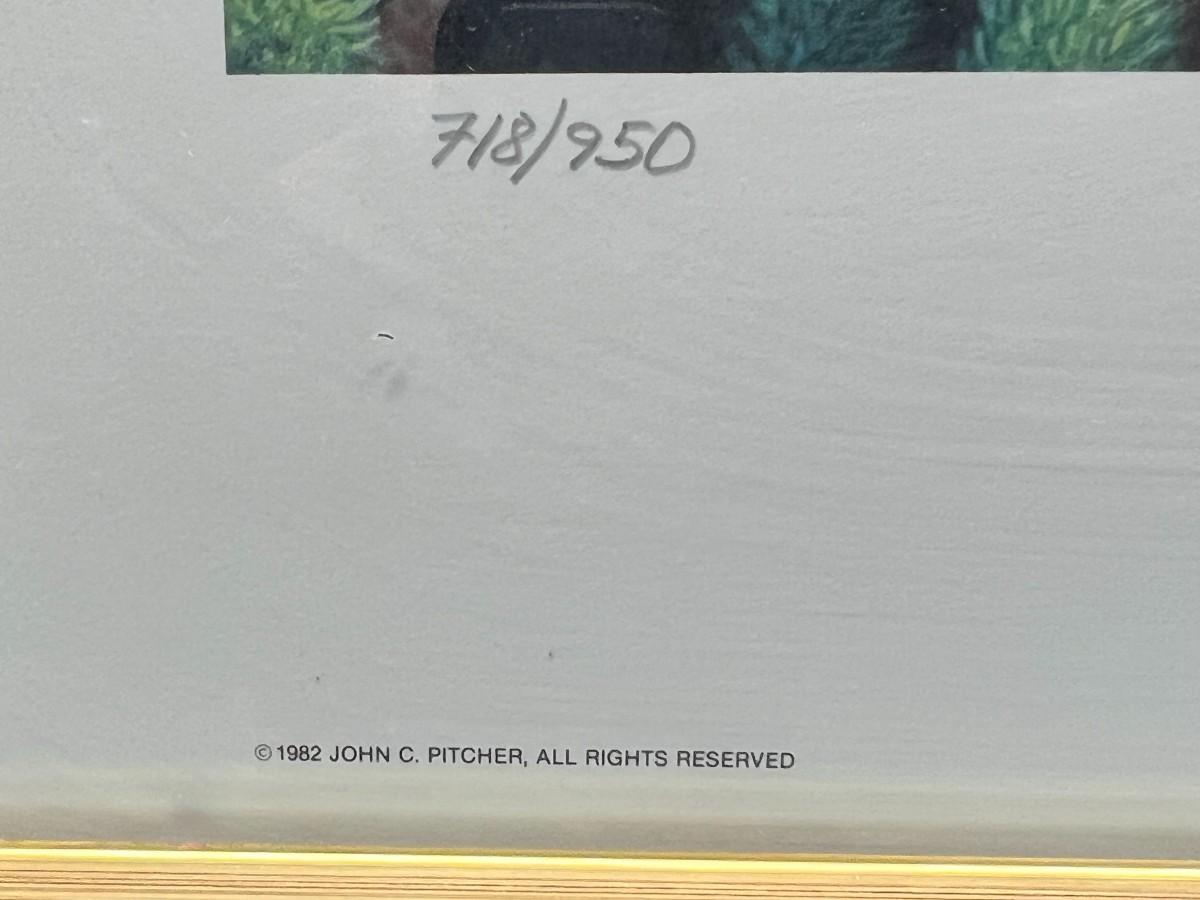 718/950
©1982 JOHN C. PITCHER, ALL RIGHTS RESERVED